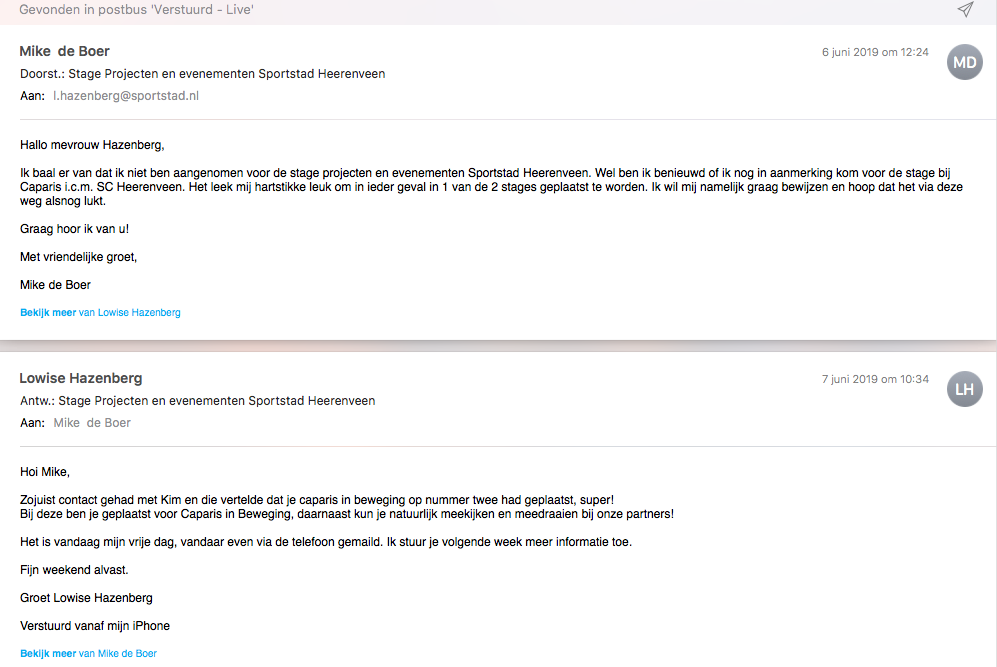 Gevonden in postbus 'Verstuurd - Live'
Mike de Boer
6 juni 2019 om 12:24
MD
Doorst.: Stage Projecten en evenementen Sportstad Heerenveen
Aan: l.hazenberg@sportstad.nl
Hallo mevrouw Hazenberg,
Ik baal er van dat ik niet ben aangenomen voor de stage projecten en evenementen Sportstad Heerenveen. Wel ben ik benieuwd of ik nog in aanmerking kom voor de stage bij
Caparis i.c.m. SC Heerenveen. Het leek mij hartstikke leuk om in ieder geval in 1 van de 2 stages geplaatst te worden. Ik wil mij namelijk graag bewijzen en hoop dat het via deze
weg alsnog lukt.
Graag hoor ik van u!
Met vriendelijke groet,
Mike de Boer
Bekijk meer van Lowise Hazenberg
Lowise Hazenberg
7 juni 2019 om 10:34
LH
Antw.: Stage Projecten en evenementen Sportstad Heerenveen
Aan: Mike de Boer
Hoi Mike,
Zojuist contact gehad met Kim en die vertelde dat je caparis in beweging op nummer twee had geplaatst, super!
Bij deze ben je geplaatst voor Caparis in Beweging, daarnaast kun je natuurlijk meekijken en meedraaien bij onze partners!
Het is vandaag mijn vrije dag, vandaar even via de telefoon gemaild. Ik stuur je volgende week meer informatie toe.
Fijn weekend alvast.
Groet Lowise Hazenberg
Verstuurd vanaf mijn iPhone
Bekijk meer van Mike de Boer